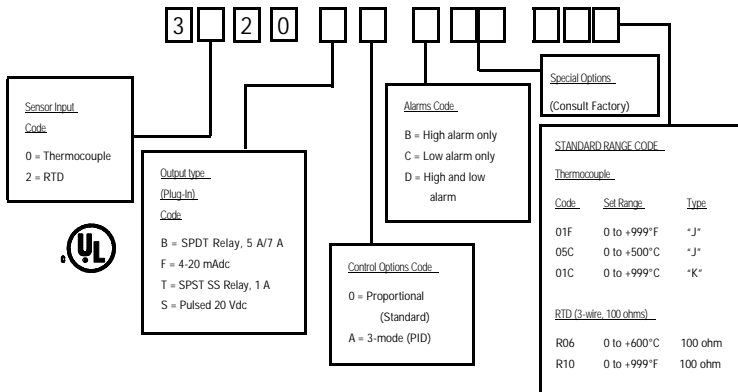 3 2 0
Sensor Input
Code
0 = Thermocouple
2 = RTD
c UL
Output type
(Plug-In)
Code
B = SPDT Relay, 5 A/7 A
F = 4-20 mAdc
T = SPST SS Relay, 1 A
S = Pulsed 20 Vdc
Control Options Code
0 = Proportional
(Standard)
A = 3-mode (PID)
Alarms Code
B = High alarm only
C = Low alarm only
D = High and low
alarm
Special Options
(Consult Factory)
STANDARD RANGE CODE
Thermocouple
Code Set Range Type
01F 0 to +999°F "J"
05C 0 to +500°C "J"
01C 0 to +999°C "K"
RTD (3-wire, 100 ohms)
R06 0 to +600°C 100 ohm
R10 0 to +999°F 100 ohm